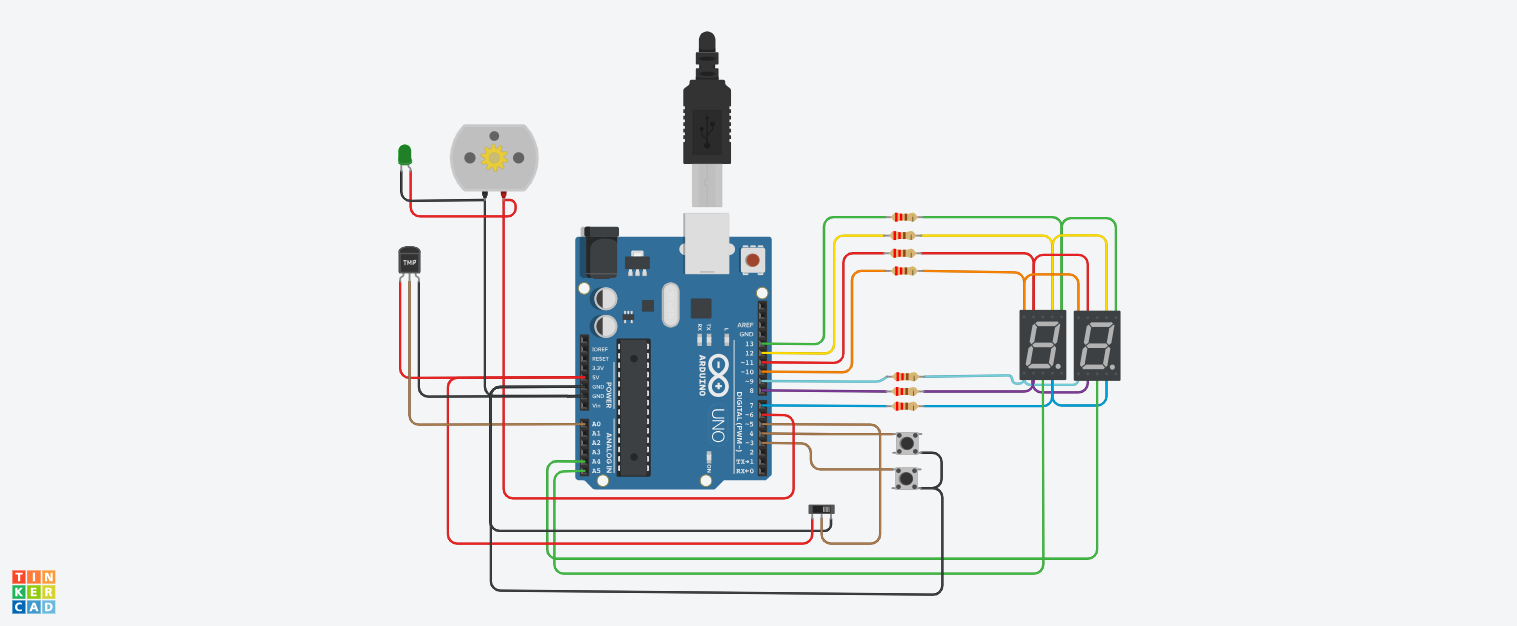 TMP
IOREF
RESET
3.3V
5V
GND
GND
Vin
POWER
A0
A1
A2
A3
A4
A5
ANALOG IN
RX
TX
L
ON
ARDUINO
UNO
DIGITAL (PWM~)
AREF
GND
13
12
~11
~10
~9
8
7
~6
~5
4
~3
2
TX→1
RX←0
TIN
KER
CAD